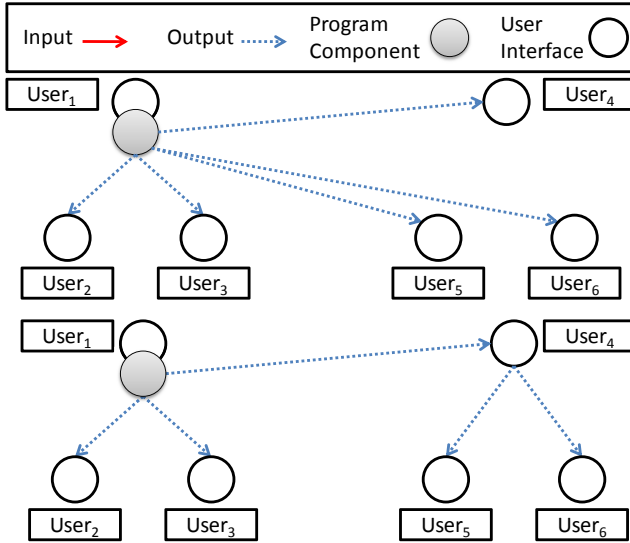 Input Output Program Component User Interface
User₁ User₄
User₂ User₃ User₅ User₆
User₁ User₄
User₂ User₃ User₅ User₆